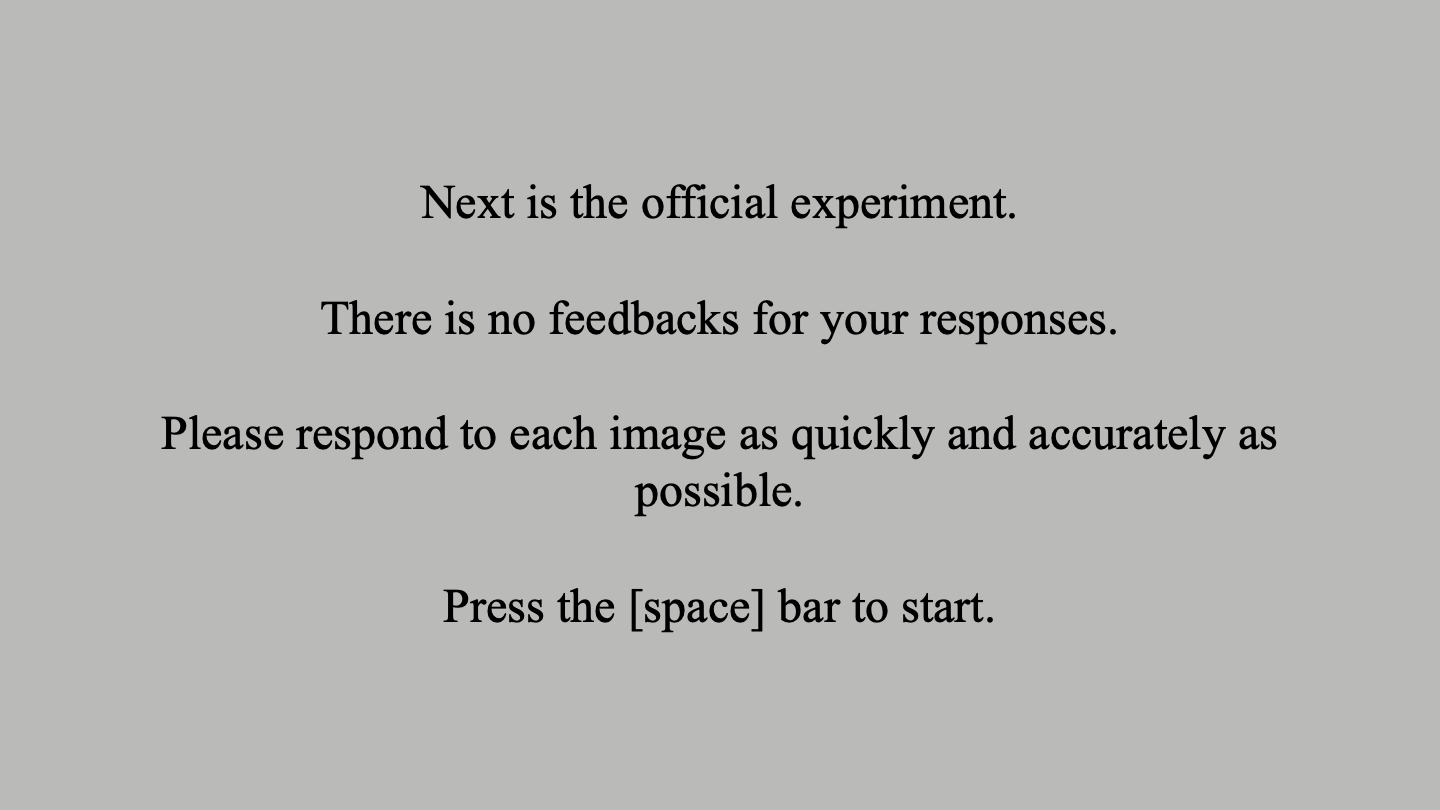 Next is the official experiment.
There is no feedbacks for your responses.
Please respond to each image as quickly and accurately as
possible.
Press the [space] bar to start.